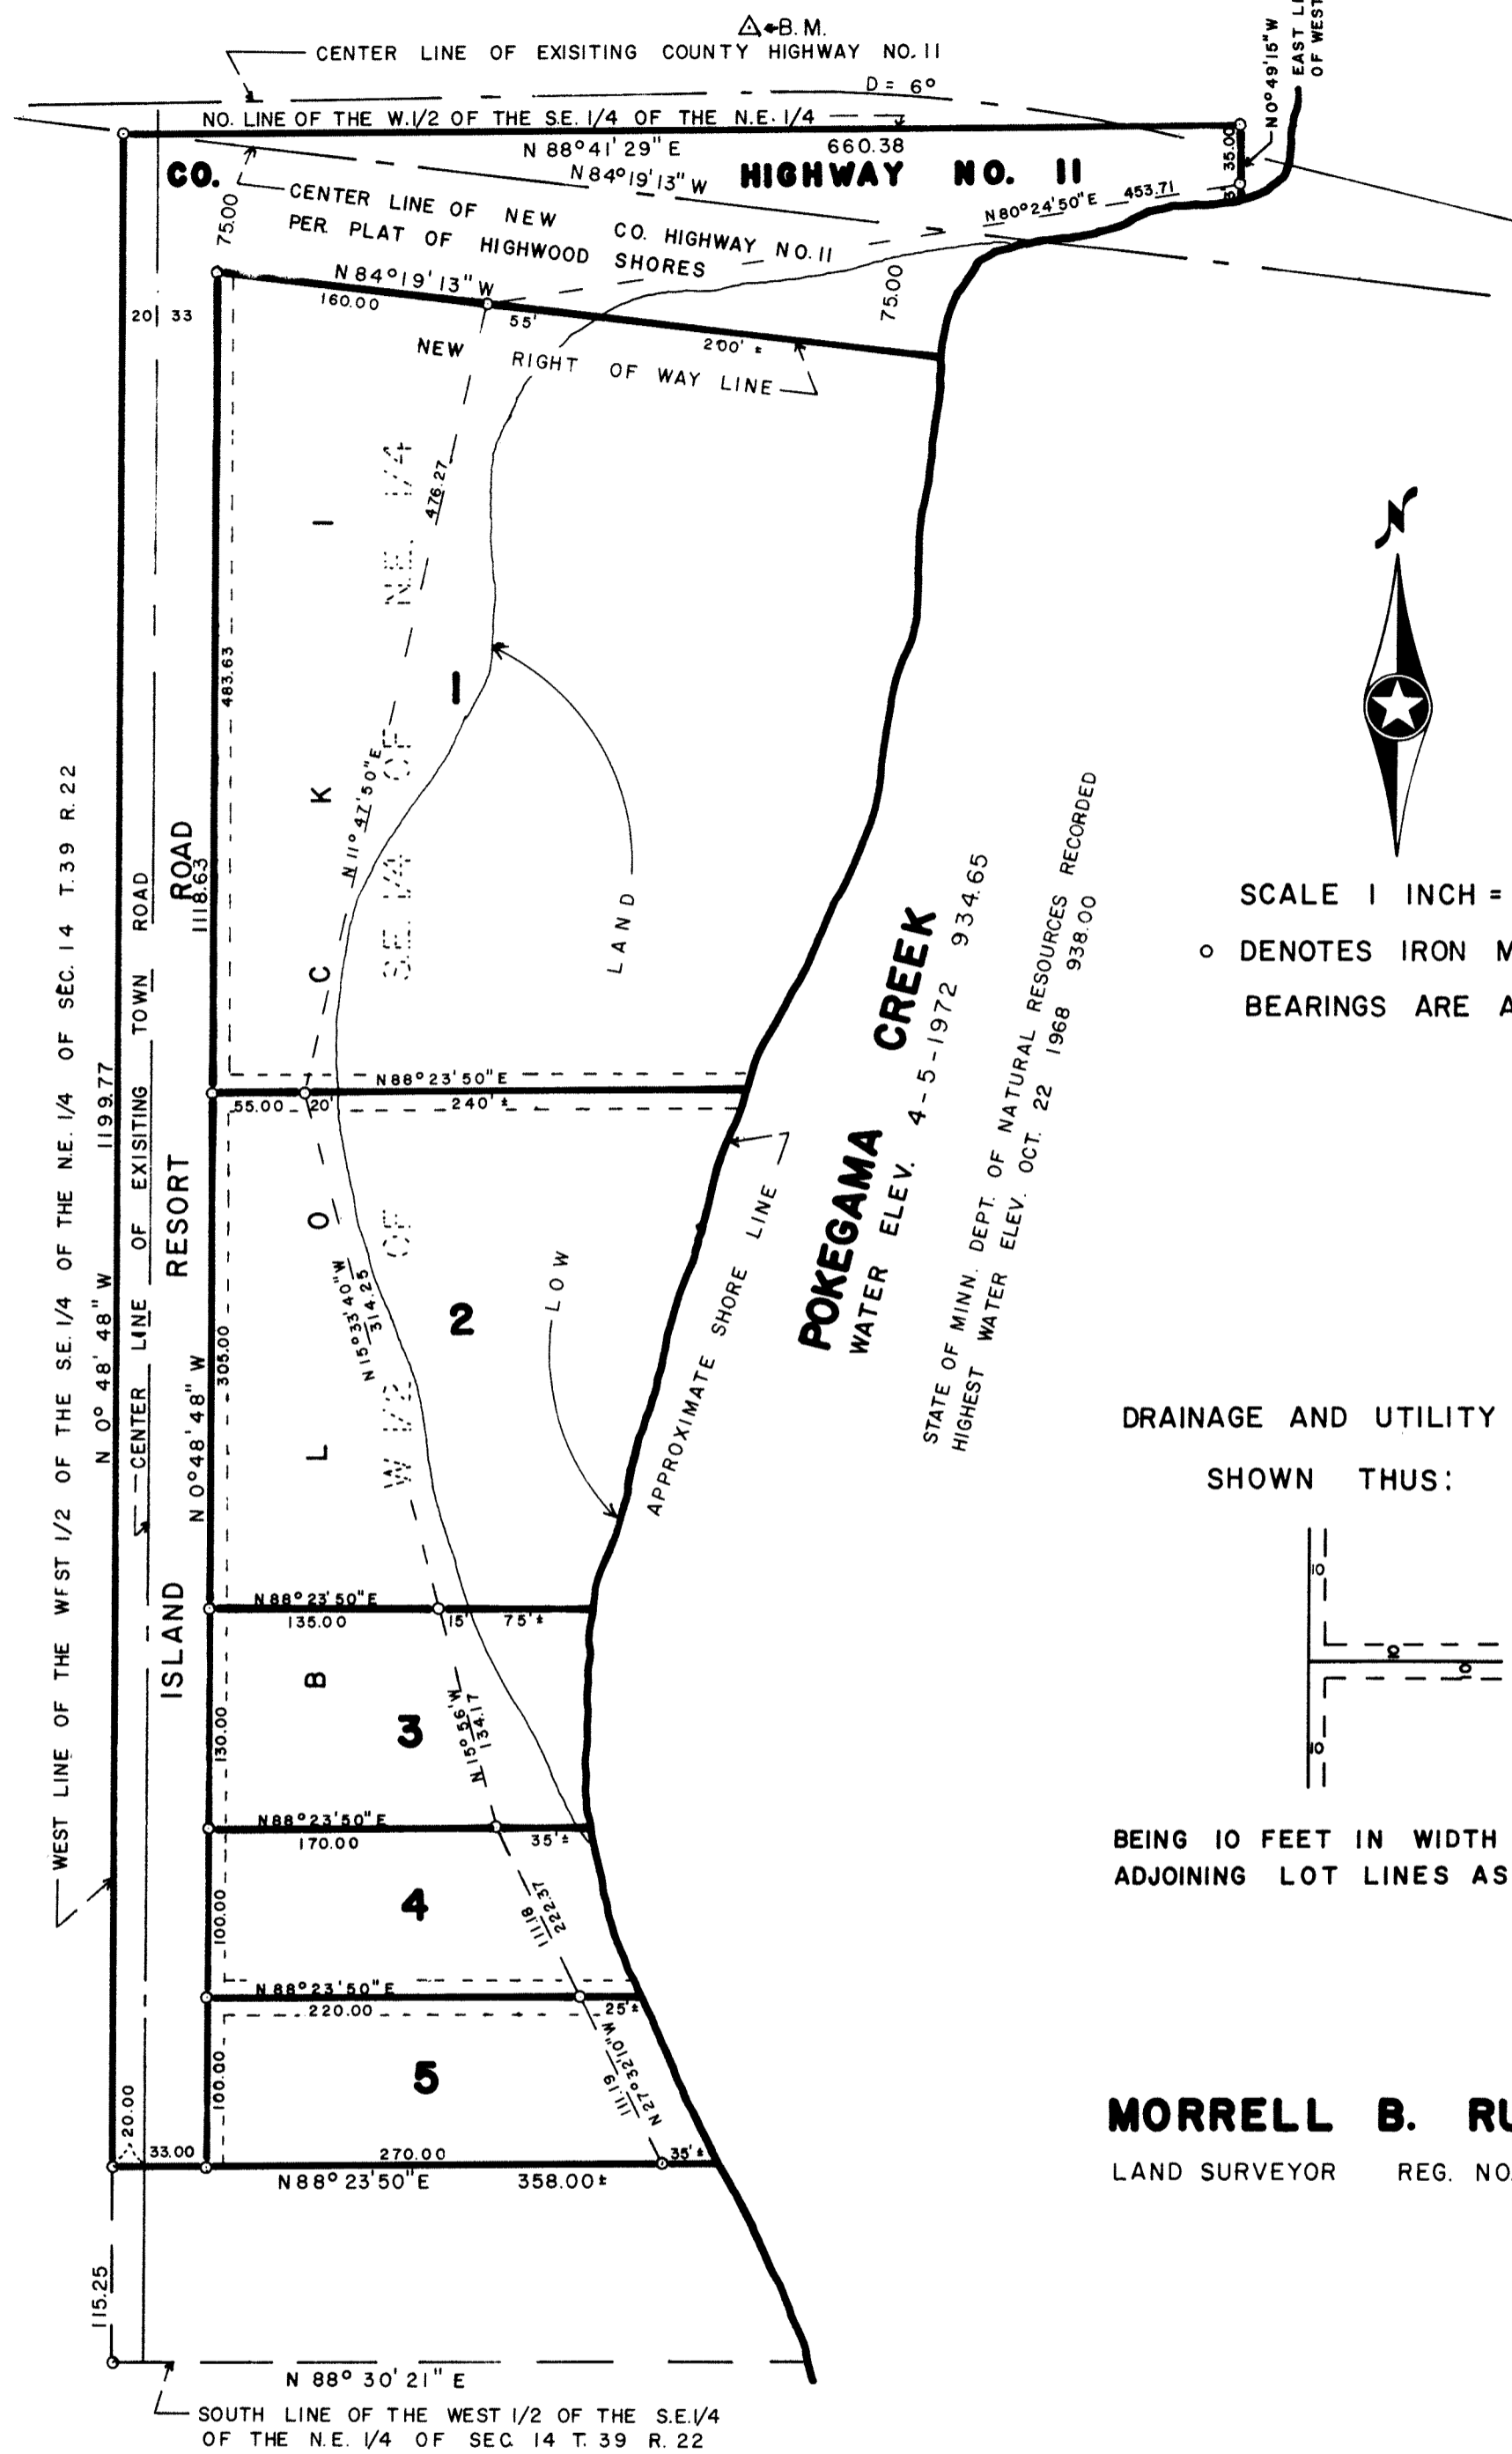 B.M.
CENTER LINE OF EXISITING COUNTY HIGHWAY NO. 11
D = 6°
N 0°49'15" W
EAST LI
OF WEST
NO. LINE OF THE W. 1/2 OF THE S.E. 1/4 OF THE N.E. 1/4
N 88°41'29" E
660.38
35.00
5'
CO. HIGHWAY NO. 11
N 84°19'13" W
N 80°24'50" E 453.71
CENTER LINE OF NEW CO. HIGHWAY NO. 11
PER. PLAT OF HIGHWOOD SHORES
75.00
75.00
N 84°19'13" W
160.00
55'
200' ±
20 33
NEW RIGHT OF WAY LINE
476.27
N 11°47'50" E
W 1/2 OF S.E. 1/4 OF N.E. 1/4
BLOCK 1
1
483.63
1118.63
LAND
N
SCALE 1 INCH =
o DENOTES IRON M
BEARINGS ARE A
WEST LINE OF THE WEST 1/2 OF THE S.E. 1/4 OF THE N.E. 1/4 OF SEC. 14 T. 39 R. 22
N 0° 48' 48" W 1199.77
CENTER LINE OF EXISITING TOWN ROAD
ISLAND RESORT ROAD
N 0°48'48" W
N 88°23'50" E
55.00 20' 240' ±
305.00
N 15°33'40" W
314.25
2
LOW
APPROXIMATE SHORE LINE
POKEGAMA CREEK
WATER ELEV. 4-5-1972 934.65
STATE OF MINN. DEPT. OF NATURAL RESOURCES RECORDED
HIGHEST WATER ELEV. OCT. 22 1968 938.00
DRAINAGE AND UTILITY
SHOWN THUS:
10
10
10
10
BEING 10 FEET IN WIDTH
ADJOINING LOT LINES AS
N 88°23'50" E
135.00 15' 75' ±
130.00
3
N 15°56' W
134.17
N 88°23'50" E
170.00 35' ±
100.00
4
111.18
222.37
N 88°23'50" E
220.00 25' ±
100.00
5
111.19
N 27°32'10" W
20.00
33.00
270.00
35' ±
N 88°23'50" E 358.00 ±
MORRELL B. RU
LAND SURVEYOR REG. NO.
115.25
N 88° 30' 21" E
SOUTH LINE OF THE WEST 1/2 OF THE S.E. 1/4
OF THE N.E. 1/4 OF SEC 14 T. 39 R. 22